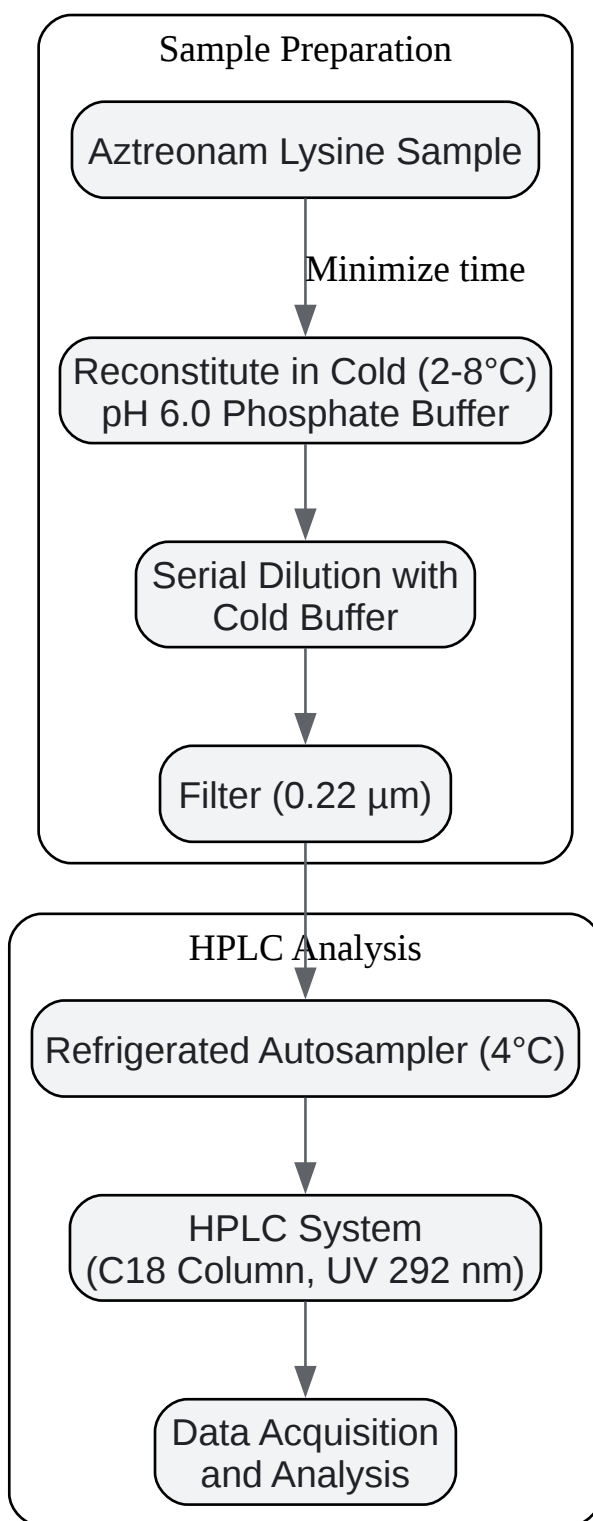 Sample Preparation
Aztreonam Lysine Sample
Minimize time
Reconstitute in Cold (2-8°C)
pH 6.0 Phosphate Buffer
Serial Dilution with
Cold Buffer
Filter (0.22 µm)
HPLC Analysis
Refrigerated Autosampler (4°C)
HPLC System
(C18 Column, UV 292 nm)
Data Acquisition
and Analysis